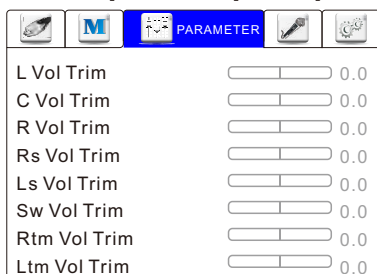 M PARAMETER
L Vol Trim 0.0
C Vol Trim 0.0
R Vol Trim 0.0
Rs Vol Trim 0.0
Ls Vol Trim 0.0
Sw Vol Trim 0.0
Rtm Vol Trim 0.0
Ltm Vol Trim 0.0